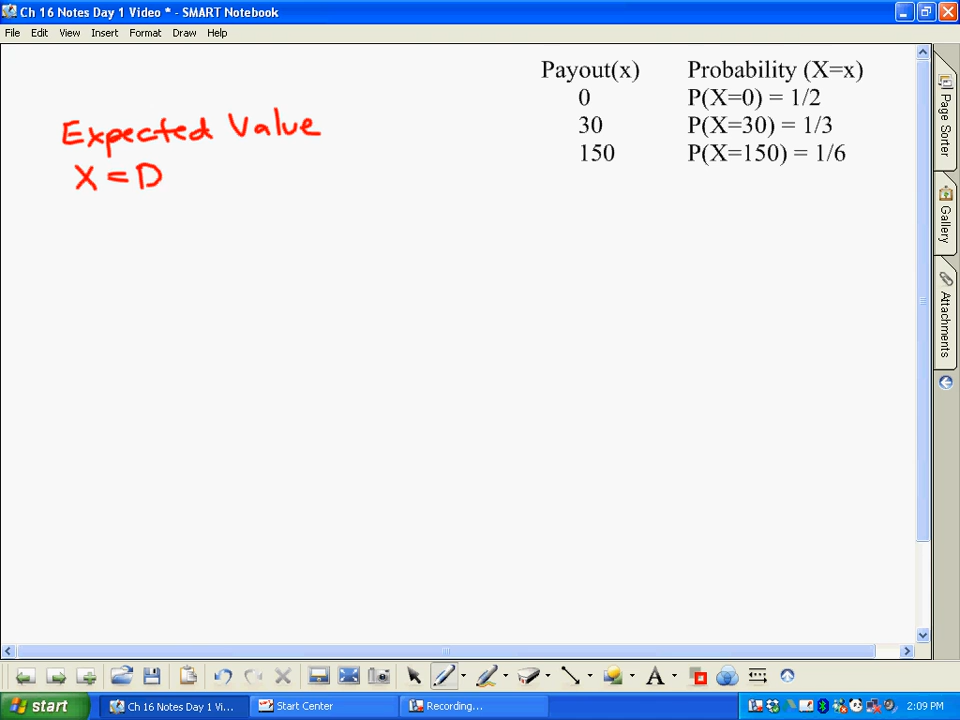 Ch 16 Notes Day 1 Video * - SMART Notebook
File Edit View Insert Format Draw Help
Payout(x) Probability (X=x)
0 P(X=0) = 1/2
30 P(X=30) = 1/3
150 P(X=150) = 1/6
Expected Value
X = D
Page Sorter
Gallery
Attachments
A
start Ch 16 Notes Day 1 Vi... Start Center Recording... 2:09 PM